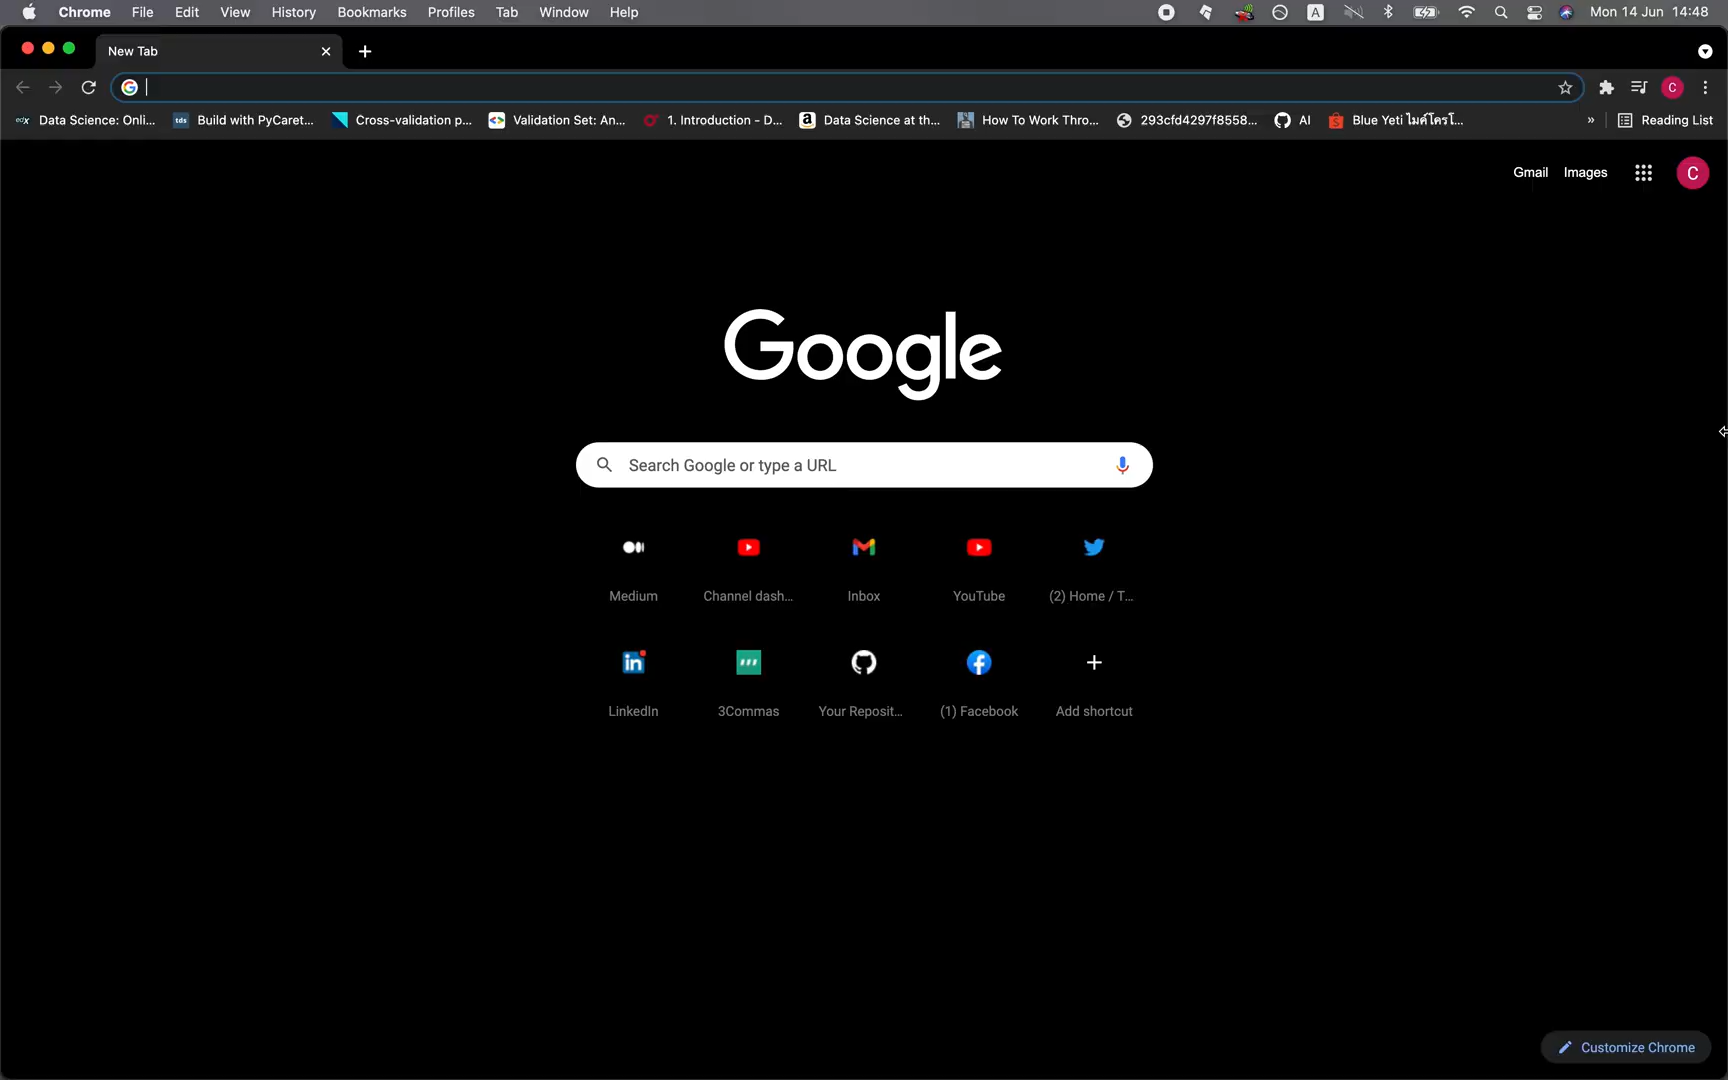 Chrome File Edit View History Bookmarks Profiles Tab Window Help A Mon 14 Jun 14:48
New Tab
C
edX Data Science: Onli... tds Build with PyCaret... Cross-validation p... Validation Set: An... 1. Introduction - D... a Data Science at th... How To Work Thro... 293cfd4297f8558... AI Blue Yeti ไมค์โครโ... » Reading List
Gmail Images C
Google
Search Google or type a URL
Medium Channel dash... Inbox YouTube (2) Home / T...
in
LinkedIn 3Commas Your Reposit... (1) Facebook Add shortcut
Customize Chrome